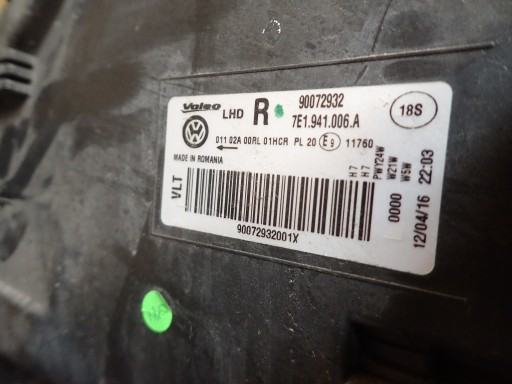 Valeo LHD R 90072932
7E1.941.006.A
18S
011 02A 00RL 01HCR PL 20 E9 11760
MADE IN ROMANIA
VLT
H7
H7
PWY24W
W21W
W5W
0000
12/04/16 22:03
90072932001X